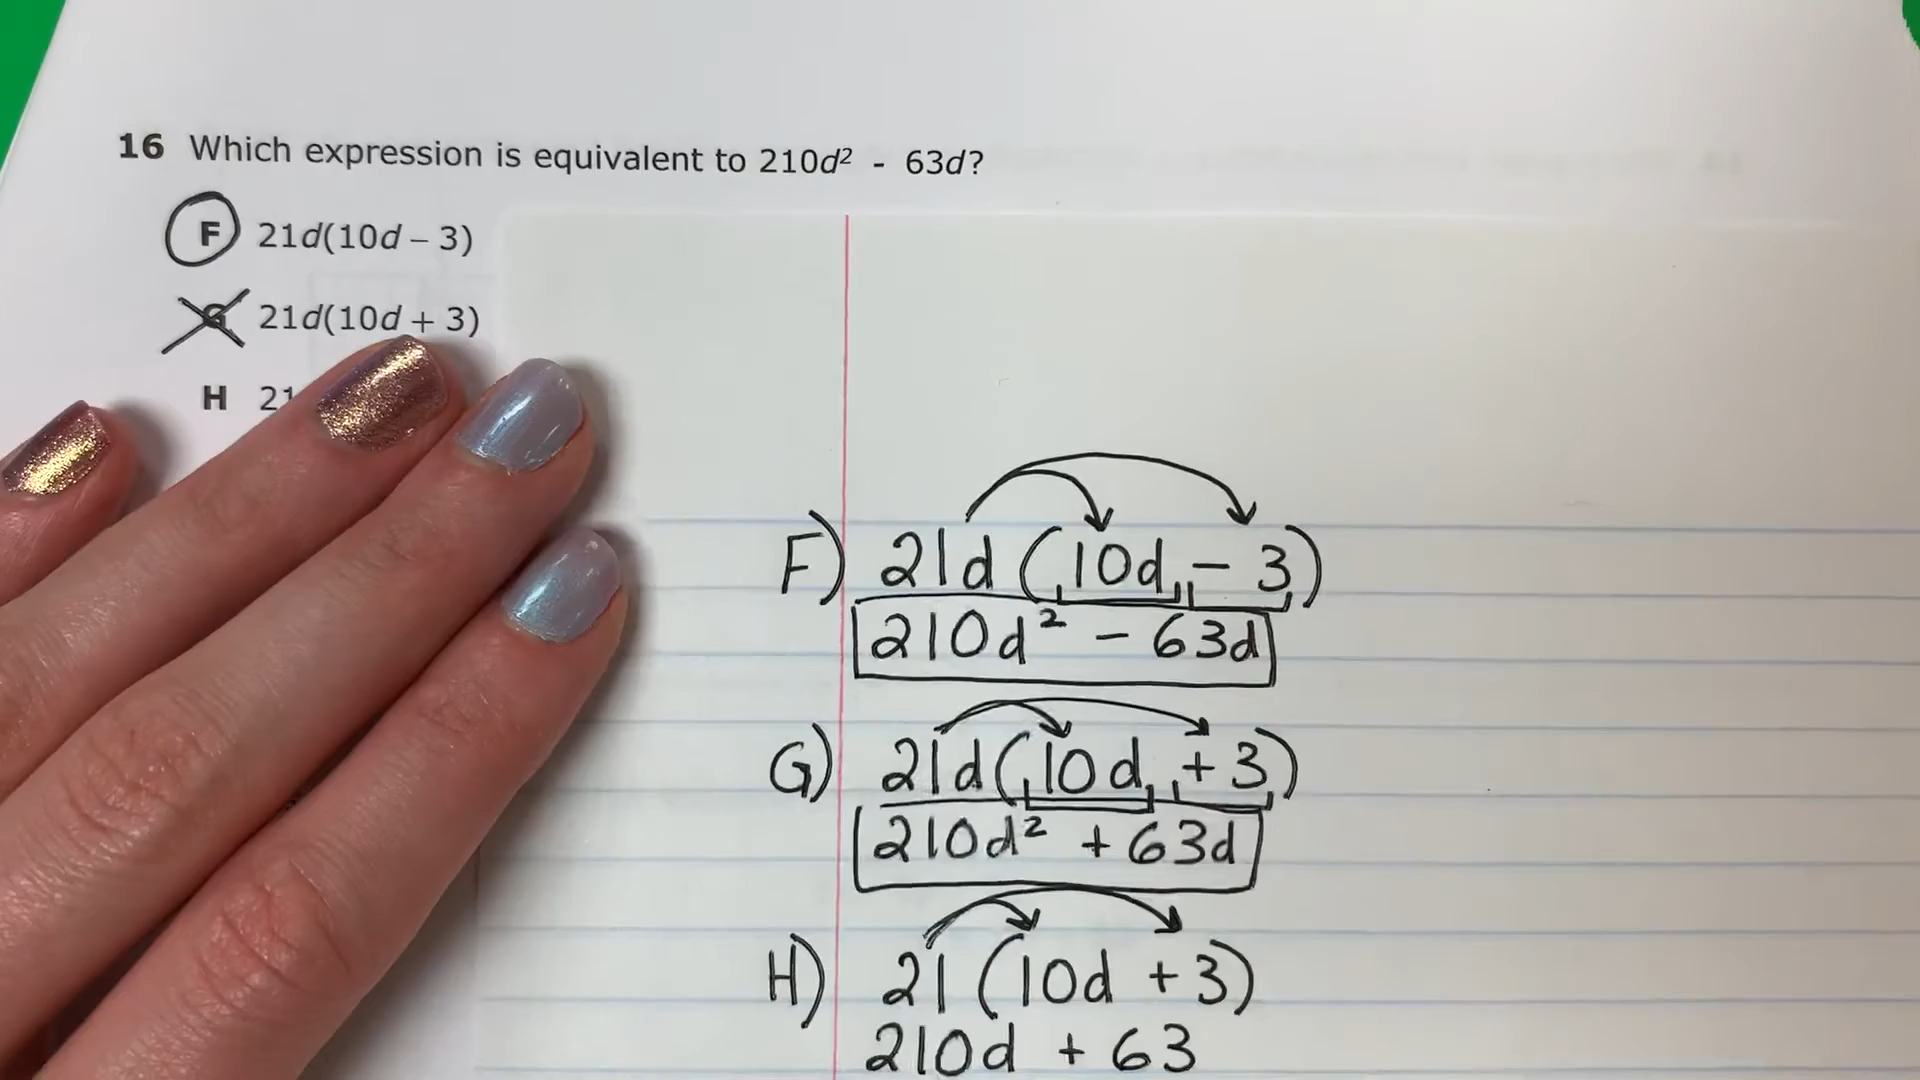 16 Which expression is equivalent to 210d² - 63d?
F 21d(10d – 3)
G 21d(10d + 3)
H 21
F) 21d (10d - 3)
210d² - 63d
G) 21d (10d + 3)
210d² + 63d
H) 21 (10d + 3)
210d + 63